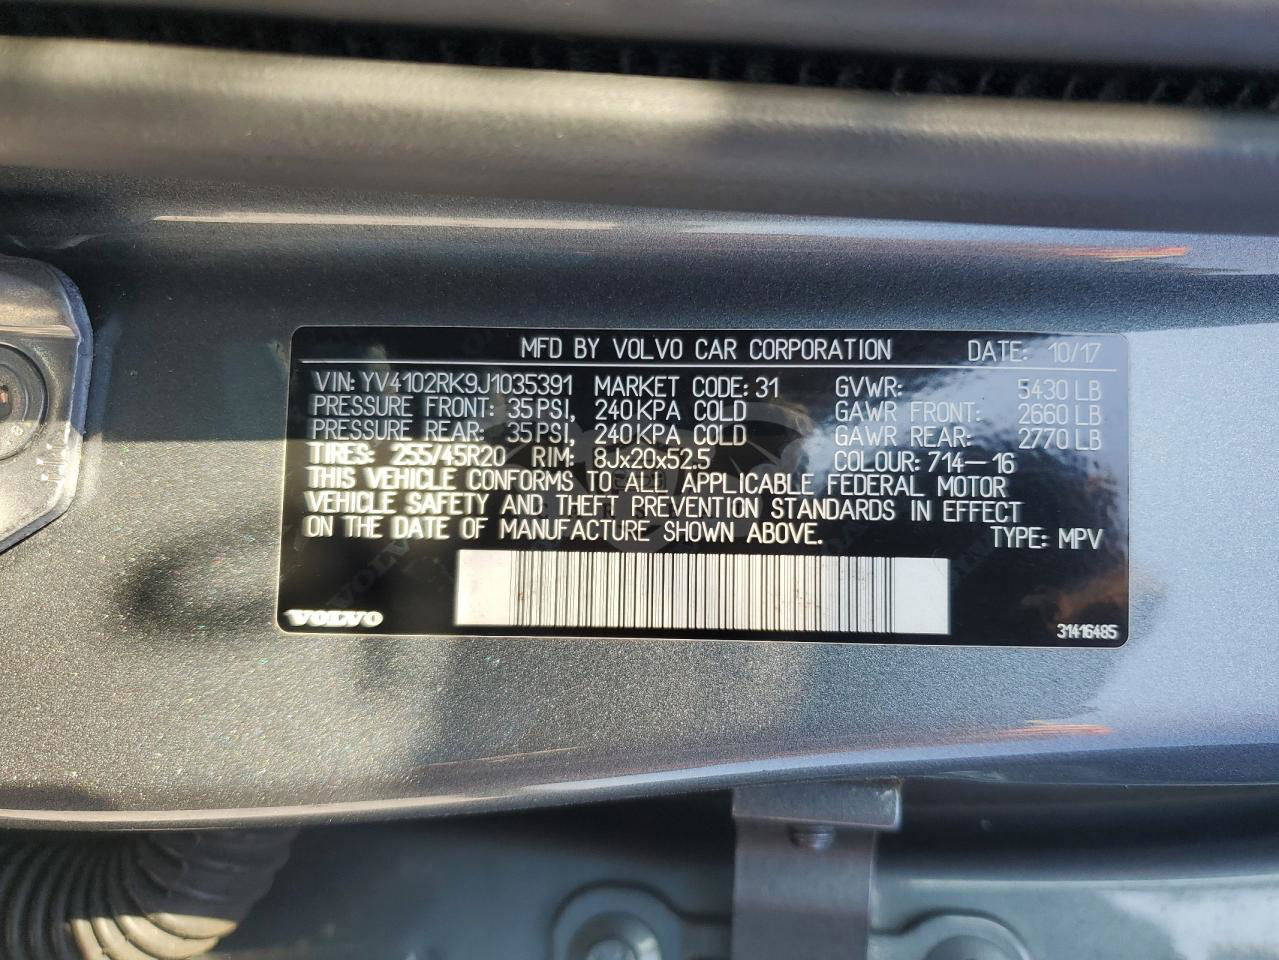 MFD BY VOLVO CAR CORPORATION DATE: 10/17
VIN: YV4102RK9J1035391 MARKET CODE: 31 GVWR: 5430 LB
PRESSURE FRONT: 35 PSI, 240 KPA COLD GAWR FRONT: 2660 LB
PRESSURE REAR: 35 PSI, 240 KPA COLD GAWR REAR: 2770 LB
TIRES: 255/45R20 RIM: 8Jx20x52.5 COLOUR: 714-16
THIS VEHICLE CONFORMS TO ALL APPLICABLE FEDERAL MOTOR
VEHICLE SAFETY AND THEFT PREVENTION STANDARDS IN EFFECT
ON THE DATE OF MANUFACTURE SHOWN ABOVE. TYPE: MPV
VOLVO 31416485